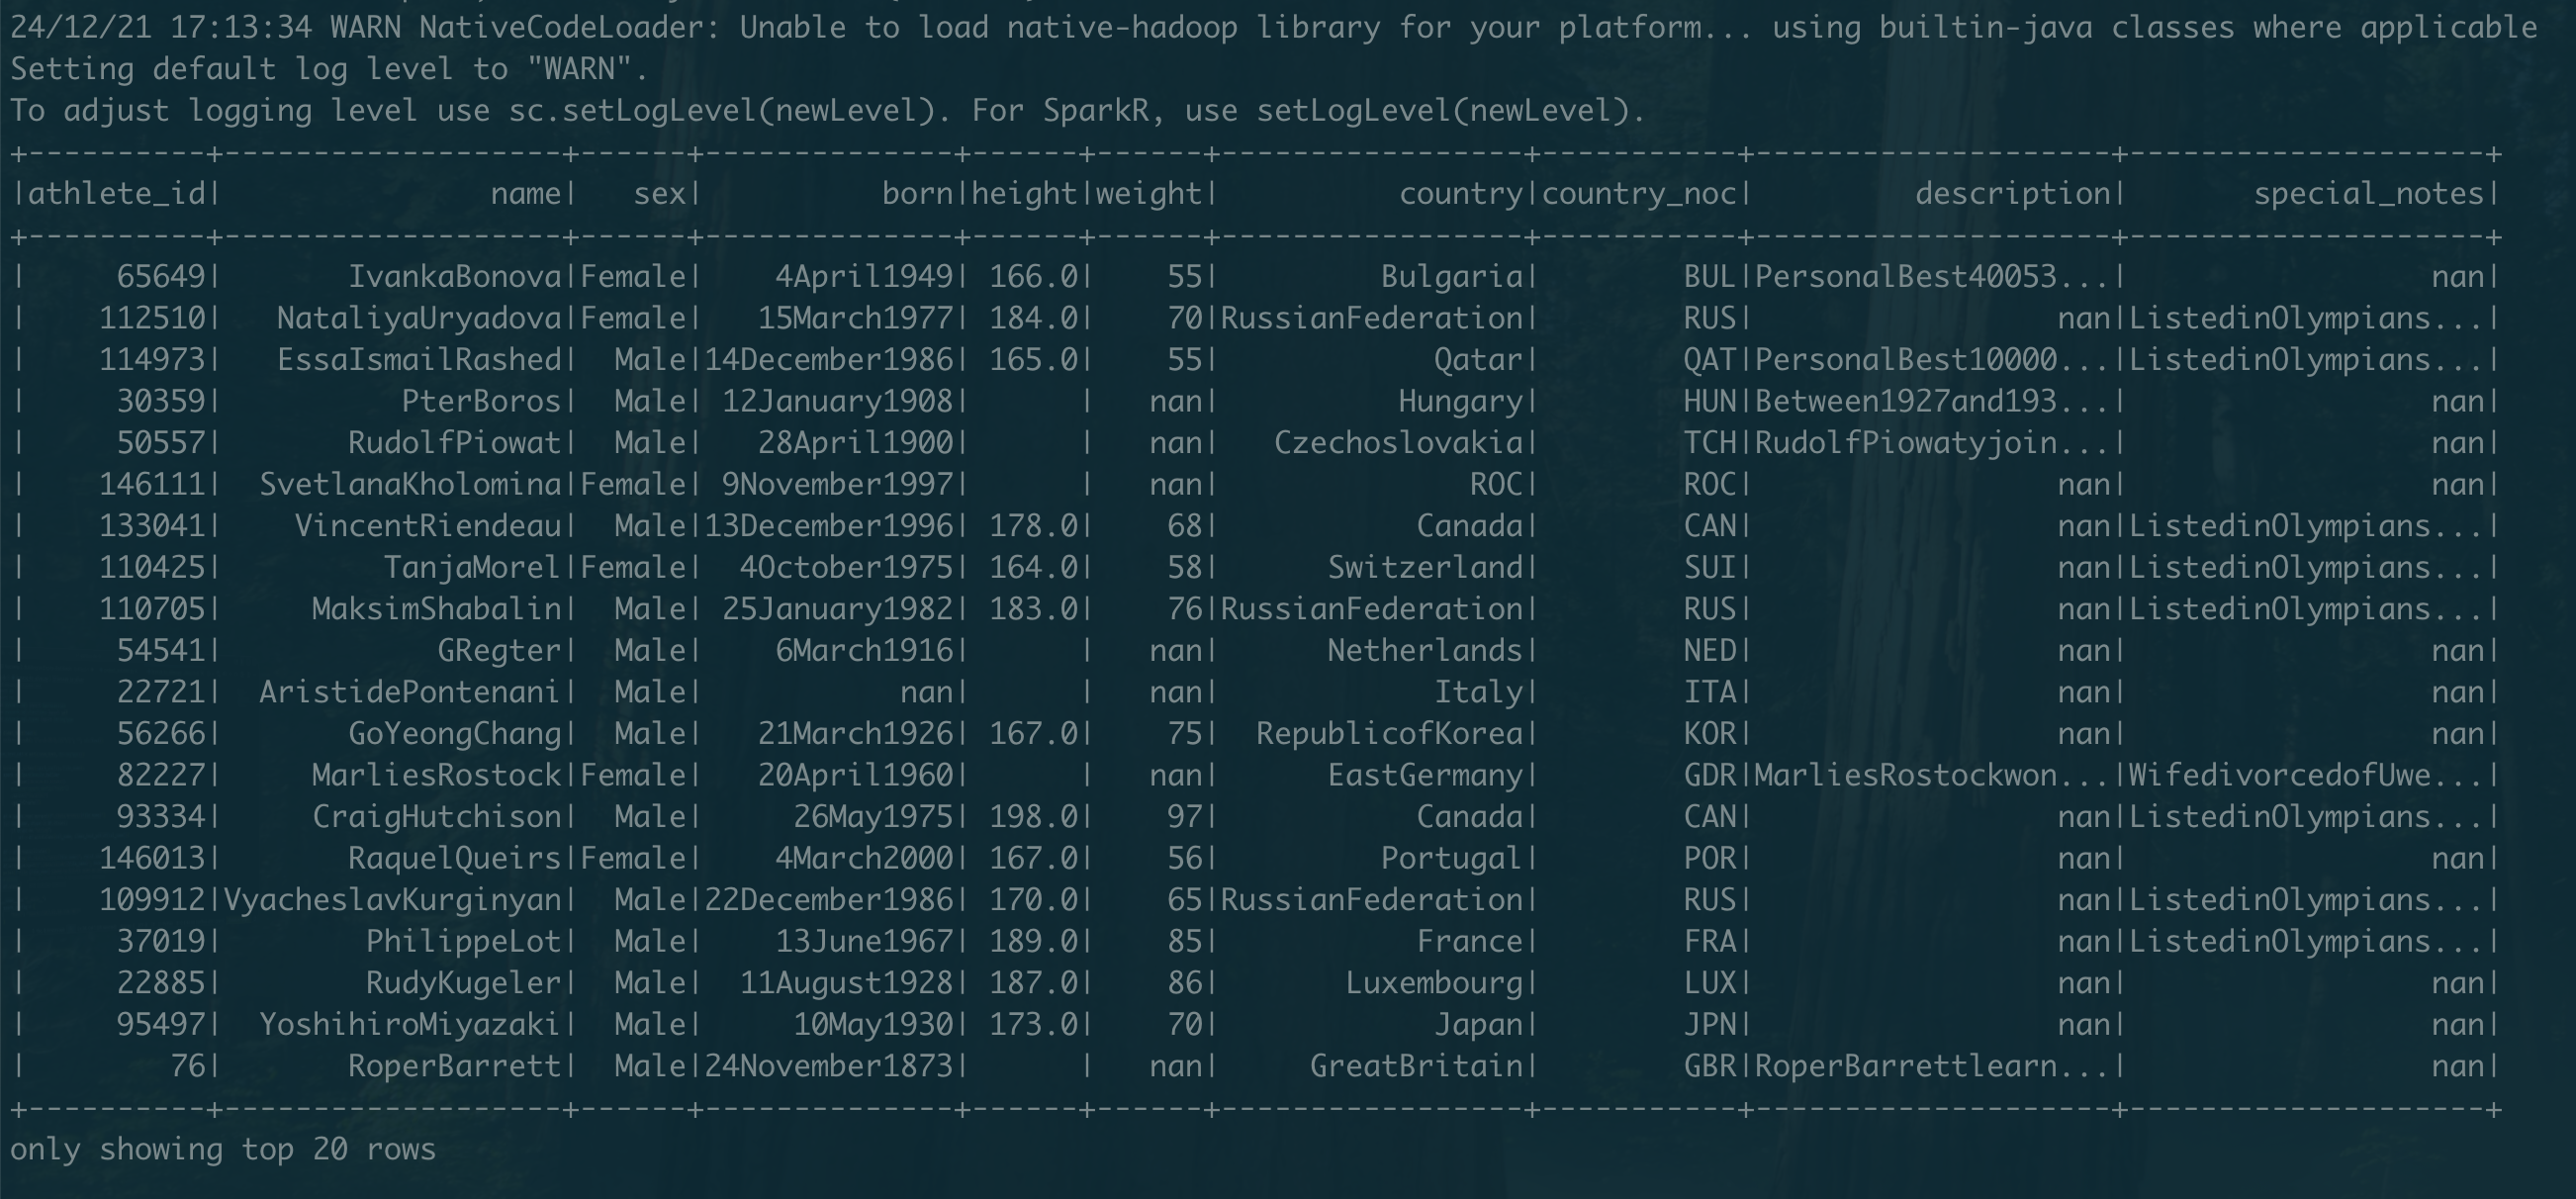 24/12/21 17:13:34 WARN NativeCodeLoader: Unable to load native-hadoop library for your platform... using builtin-java classes where applicable
Setting default log level to "WARN".
To adjust logging level use sc.setLogLevel(newLevel). For SparkR, use setLogLevel(newLevel).
+----------+-------------------+------+--------------+------+------+-----------------+-----------+--------------------+--------------------+
|athlete_id|               name|   sex|          born|height|weight|          country|country_noc|         description|       special_notes|
+----------+-------------------+------+--------------+------+------+-----------------+-----------+--------------------+--------------------+
|     65649|       IvankaBonova|Female|    4April1949| 166.0|    55|         Bulgaria|        BUL|PersonalBest40053...|                 nan|
|    112510|   NataliyaUryadova|Female|   15March1977| 184.0|    70|RussianFederation|        RUS|                 nan|ListedinOlympians...|
|    114973|   EssaIsmailRashed|  Male|14December1986| 165.0|    55|            Qatar|        QAT|PersonalBest10000...|ListedinOlympians...|
|     30359|          PterBoros|  Male| 12January1908|      |   nan|          Hungary|        HUN|Between1927and193...|                 nan|
|     50557|       RudolfPiowat|  Male|   28April1900|      |   nan|   Czechoslovakia|        TCH|RudolfPiowatyjoin...|                 nan|
|    146111|  SvetlanaKholomina|Female| 9November1997|      |   nan|              ROC|        ROC|                 nan|                 nan|
|    133041|    VincentRiendeau|  Male|13December1996| 178.0|    68|           Canada|        CAN|                 nan|ListedinOlympians...|
|    110425|         TanjaMorel|Female|  4October1975| 164.0|    58|      Switzerland|        SUI|                 nan|ListedinOlympians...|
|    110705|     MaksimShabalin|  Male| 25January1982| 183.0|    76|RussianFederation|        RUS|                 nan|ListedinOlympians...|
|     54541|            GRegter|  Male|    6March1916|      |   nan|      Netherlands|        NED|                 nan|                 nan|
|     22721|  AristidePontenani|  Male|           nan|      |   nan|            Italy|        ITA|                 nan|                 nan|
|     56266|       GoYeongChang|  Male|   21March1926| 167.0|    75|  RepublicofKorea|        KOR|                 nan|                 nan|
|     82227|     MarliesRostock|Female|   20April1960|      |   nan|      EastGermany|        GDR|MarliesRostockwon...|WifedivorcedofUwe...|
|     93334|     CraigHutchison|  Male|     26May1975| 198.0|    97|           Canada|        CAN|                 nan|ListedinOlympians...|
|    146013|       RaquelQueirs|Female|    4March2000| 167.0|    56|         Portugal|        POR|                 nan|                 nan|
|    109912|VyacheslavKurginyan|  Male|22December1986| 170.0|    65|RussianFederation|        RUS|                 nan|ListedinOlympians...|
|     37019|        PhilippeLot|  Male|    13June1967| 189.0|    85|           France|        FRA|                 nan|ListedinOlympians...|
|     22885|        RudyKugeler|  Male|  11August1928| 187.0|    86|       Luxembourg|        LUX|                 nan|                 nan|
|     95497|  YoshihiroMiyazaki|  Male|     10May1930| 173.0|    70|            Japan|        JPN|                 nan|                 nan|
|        76|       RoperBarrett|  Male|24November1873|      |   nan|     GreatBritain|        GBR|RoperBarrettlearn...|                 nan|
+----------+-------------------+------+--------------+------+------+-----------------+-----------+--------------------+--------------------+
only showing top 20 rows